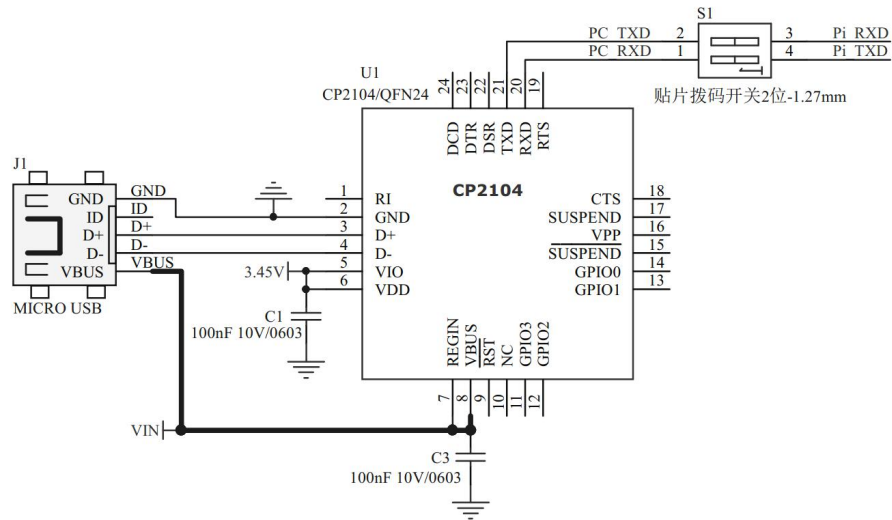 S1
PC_TXD 2 3 Pi_RXD
PC_RXD 1 4 Pi_TXD
贴片拨码开关2位-1.27mm
U1
CP2104/QFN24
24 23 22 21 20 19
DCD DTR DSR TXD RXD RTS
CP2104
J1
GND GND
ID ID
D+ D+
D- D-
VBUS VBUS
MICRO USB
1 RI
2 GND
3 D+
4 D-
3.45V 5 VIO
6 VDD
C1
100nF 10V/0603
CTS 18
SUSPEND 17
VPP 16
SUSPEND 15
GPIO0 14
GPIO1 13
REGIN VBUS RST NC GPIO3 GPIO2
7 8 9 10 11 12
VIN
C3
100nF 10V/0603